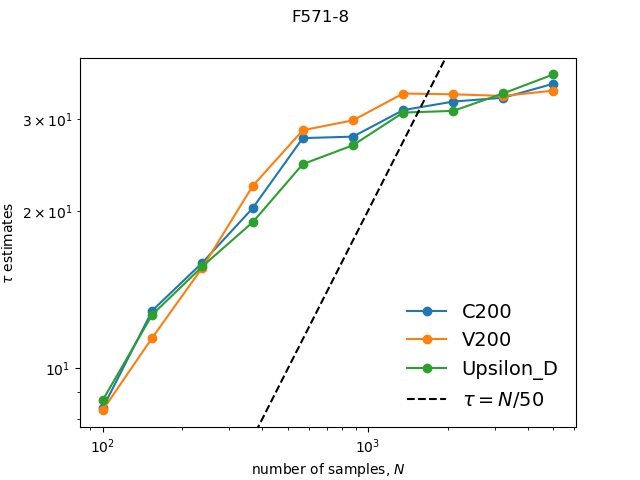 F571-8
τ estimates
3 × 10¹
2 × 10¹
10¹
10²
10³
number of samples, N
C200
V200
Upsilon_D
τ = N/50